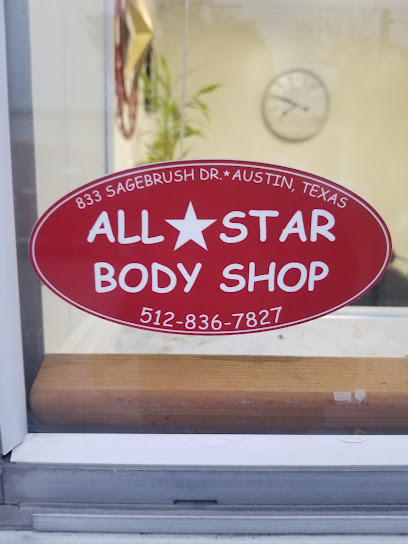 833 SAGEBRUSH DR.★AUSTIN, TEXAS
ALL★STAR
BODY SHOP
512-836-7827